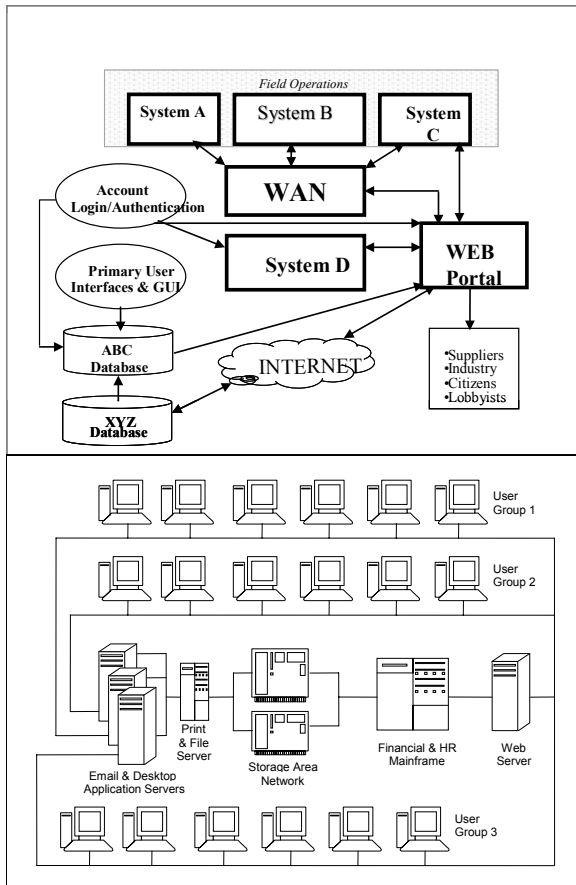 Field Operations
System A
System B
System
C
WAN
Account
Login/Authentication
System D
WEB
Portal
Primary User
Interfaces & GUI
ABC
Database
INTERNET
•Suppliers
•Industry
•Citizens
•Lobbyists
XYZ
Database
User
Group 1
User
Group 2
Print
& File
Server
Email & Desktop
Application Servers
Storage Area
Network
Financial & HR
Mainframe
Web
Server
User
Group 3